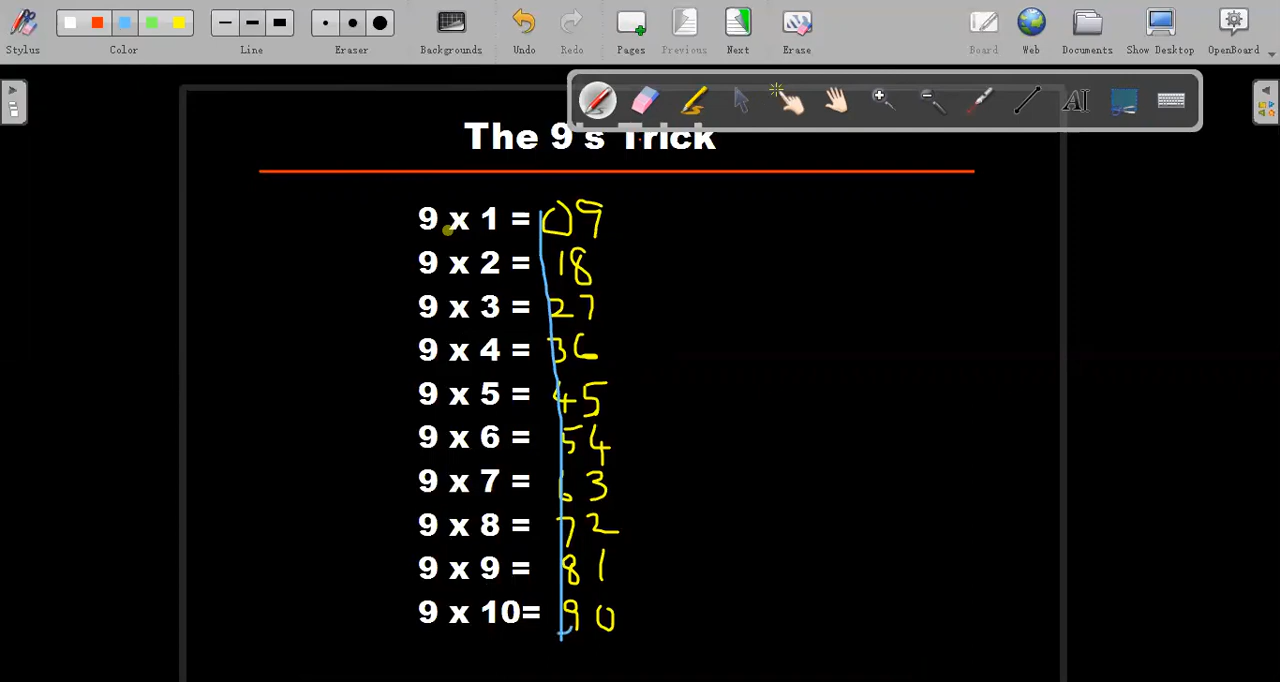 Stylus Color Line Eraser Backgrounds Undo Redo Pages Previous Next Erase Board Web Documents Show Desktop OpenBoard
The 9's Trick
9 x 1 = 09
9 x 2 = 18
9 x 3 = 27
9 x 4 = 36
9 x 5 = 45
9 x 6 = 54
9 x 7 = 63
9 x 8 = 72
9 x 9 = 81
9 x 10= 90